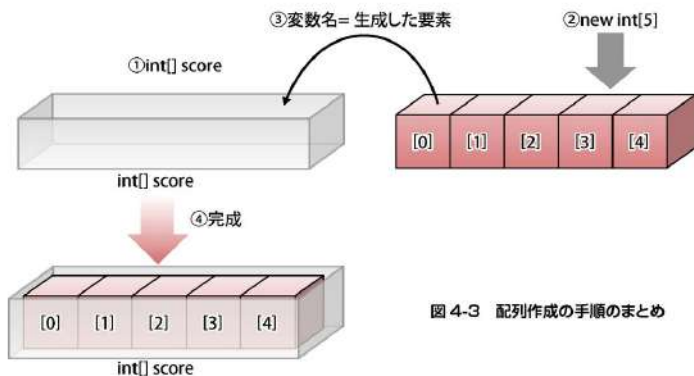 ③変数名= 生成した要素
②new int[5]
①int[] score
[0] [1] [2] [3] [4]
int[] score
④完成
[0] [1] [2] [3] [4]
int[] score
図 4-3 配列作成の手順のまとめ